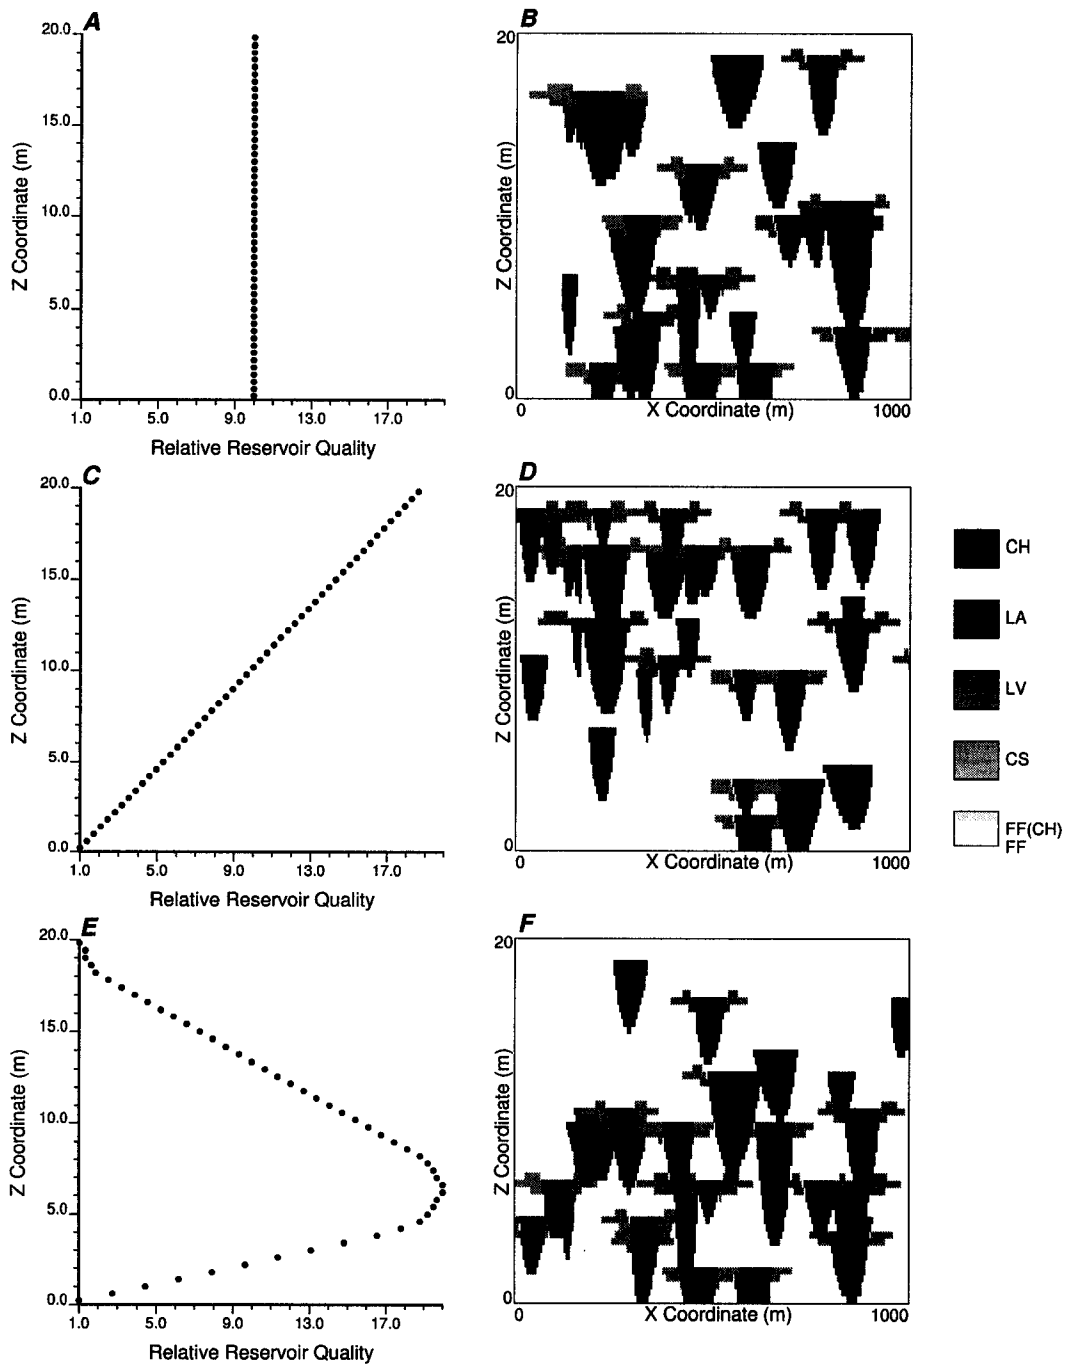 A
20.0
15.0
10.0
5.0
0.0
Z Coordinate (m)
1.0 5.0 9.0 13.0 17.0
Relative Reservoir Quality
B
20
Z Coordinate (m)
0
0 X Coordinate (m) 1000
C
20.0
15.0
10.0
5.0
0.0
Z Coordinate (m)
1.0 5.0 9.0 13.0 17.0
Relative Reservoir Quality
D
20
Z Coordinate (m)
0
0 X Coordinate (m) 1000
CH
LA
LV
CS
FF(CH)
FF
E
20.0
15.0
10.0
5.0
0.0
Z Coordinate (m)
1.0 5.0 9.0 13.0 17.0
Relative Reservoir Quality
F
20
Z Coordinate (m)
0
0 X Coordinate (m) 1000